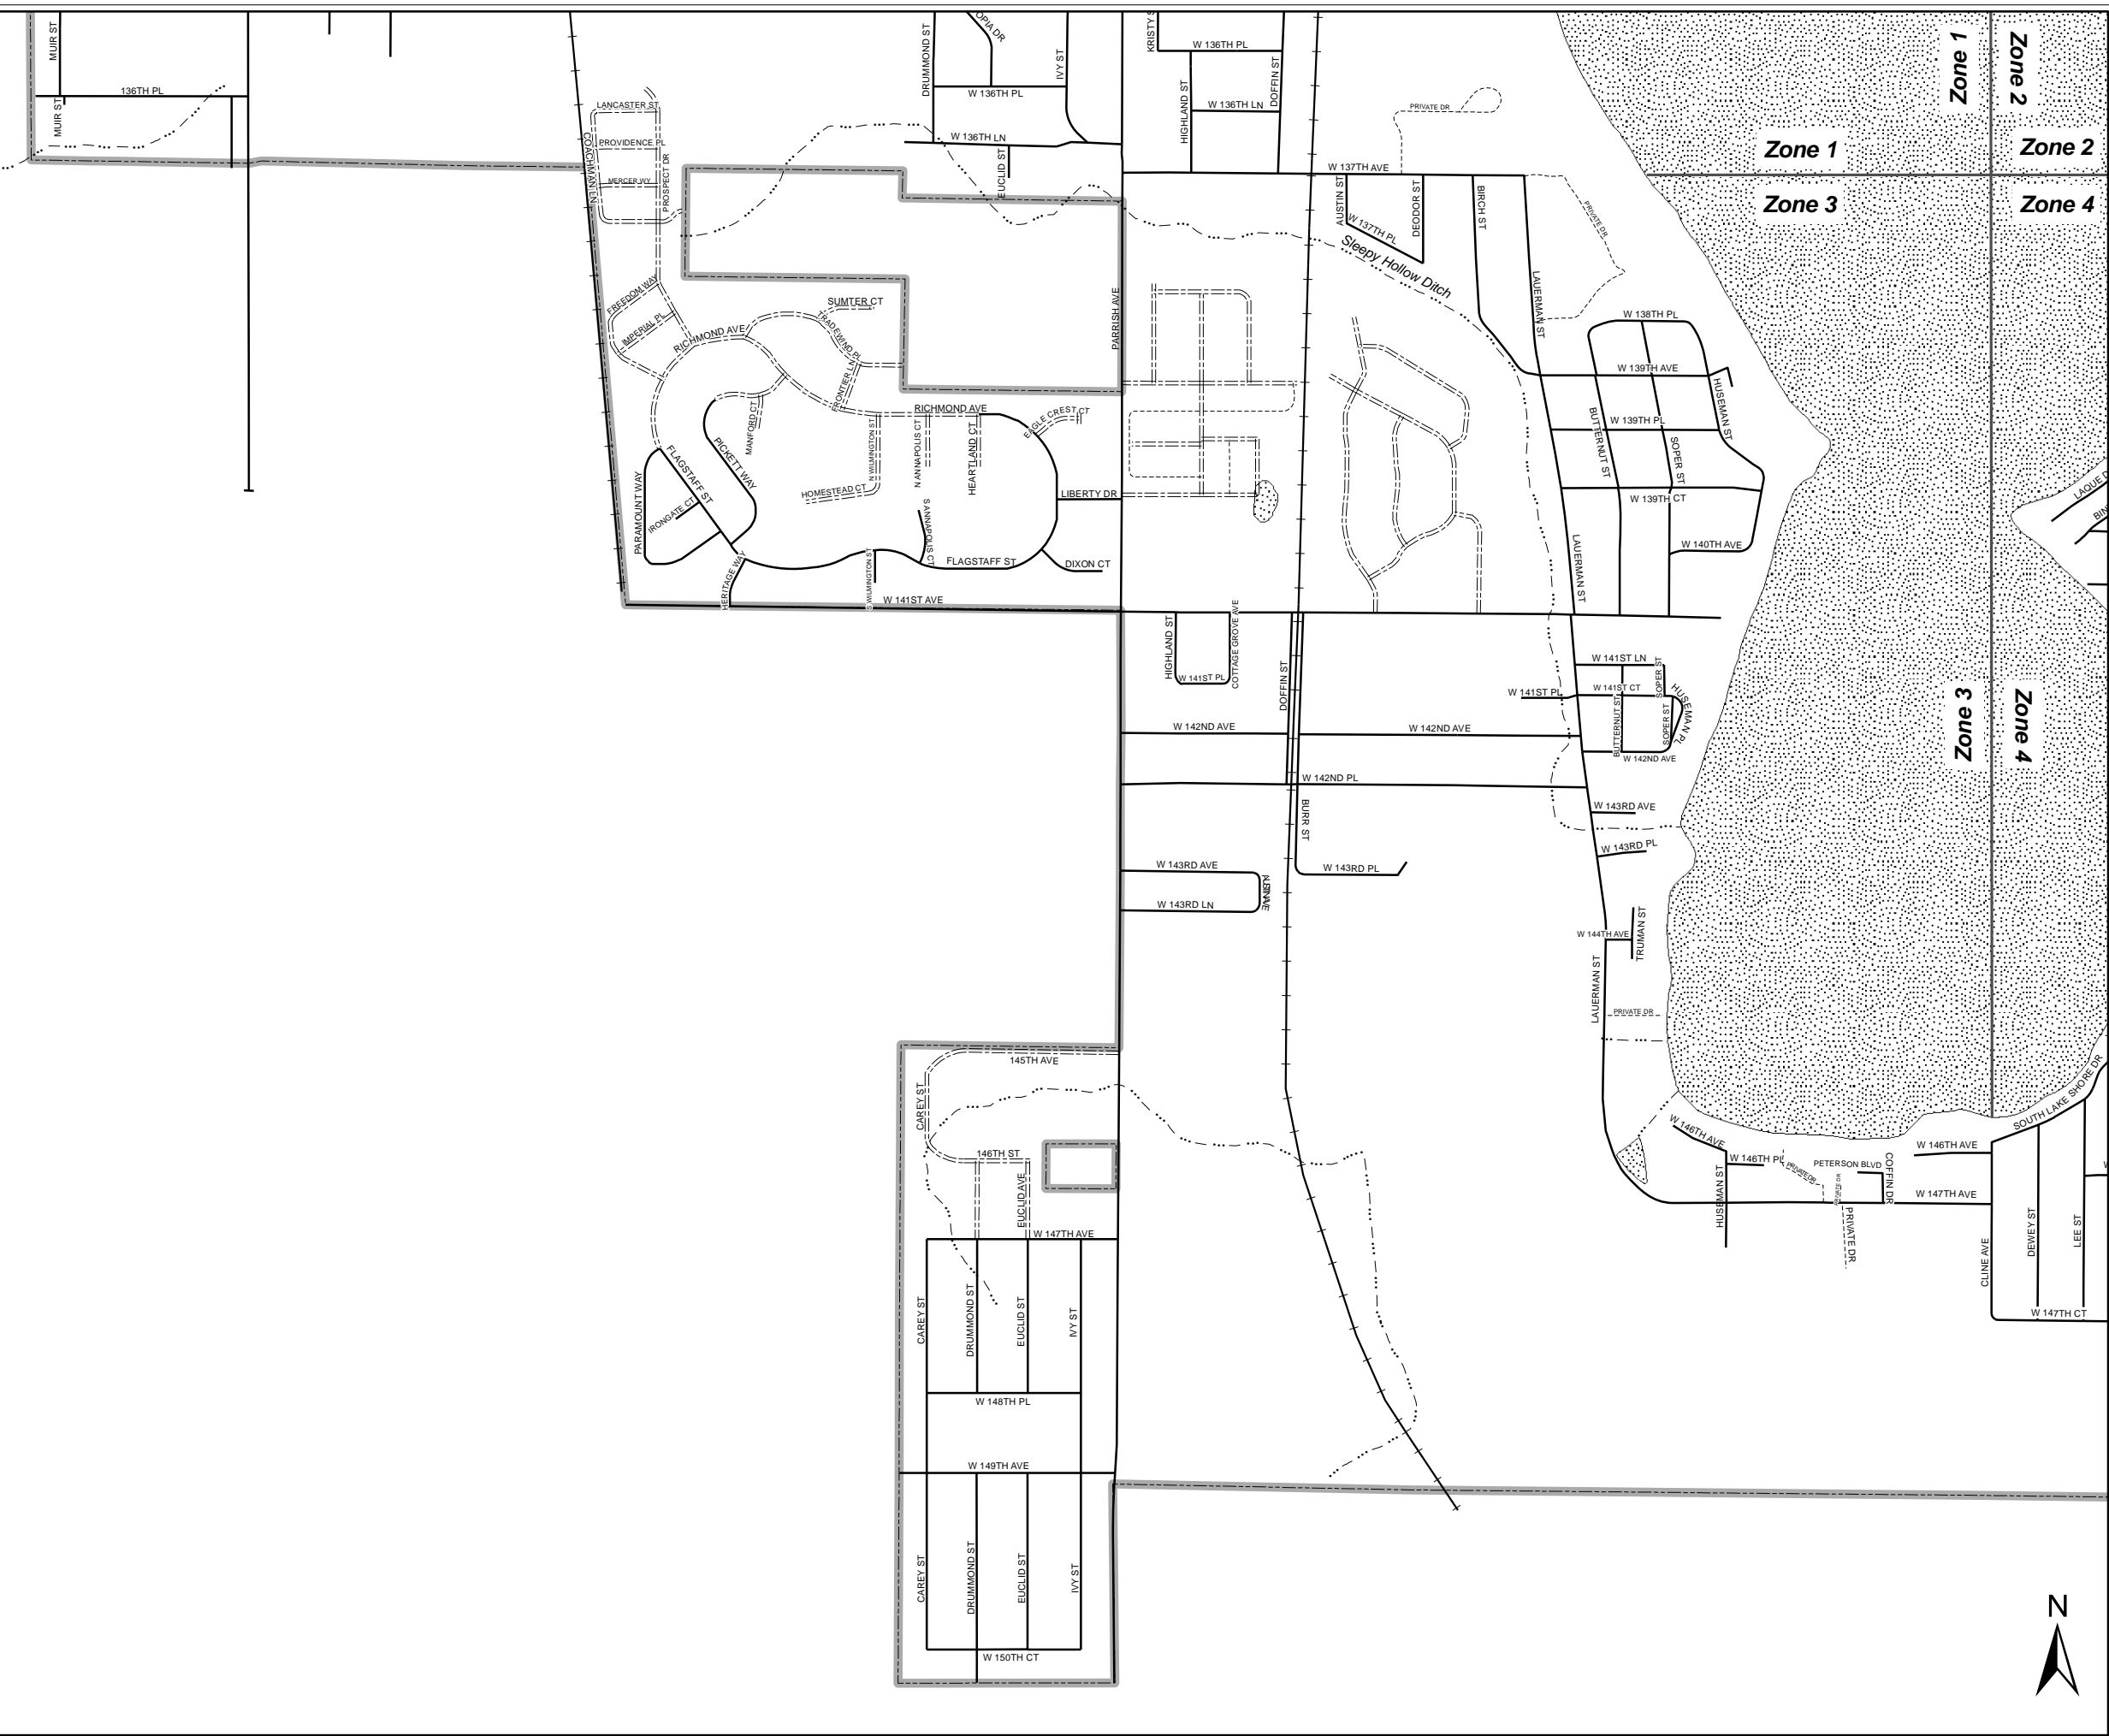 MUIR ST
136TH PL
MUIR ST
DRUMMOND ST
OPIA DR
IVY ST
W 136TH PL
W 136TH LN
EUCLID ST
KRISTY S
W 136TH PL
HIGHLAND ST
W 136TH LN
DOFFIN ST
PRIVATE DR
W 137TH AVE
Zone 1
Zone 2
Zone 1
Zone 2
Zone 3
Zone 4
LANCASTER ST
PROVIDENCE PL
COACHMAN LN
MERCER WY
PROSPECT DR
AUSTIN ST
W 137TH PL
DEODOR ST
BIRCH ST
PRIVATE DR
Sleepy Hollow Ditch
FREEDOM WAY
IMPERIAL PL
RICHMOND AVE
SUMTER CT
TRADEWIND PL
FRONTIER LN
PARRISH AVE
LAUERMAN ST
W 138TH PL
W 139TH AVE
HUSEMAN ST
BUTTERNUT ST
W 139TH PL
SOPER ST
W 139TH CT
W 140TH AVE
LAUERMAN ST
RICHMOND AVE
EAGLE CREST CT
MANFORD CT
PICKETT WAY
FLAGSTAFF ST
PARAMOUNT WAY
IRONGATE CT
HOMESTEAD CT
N WILMINGTON ST
N ANNAPOLIS CT
HEARTLAND CT
S ANNAPOLIS CT
LIBERTY DR
FLAGSTAFF ST
DIXON CT
HERITAGE WAY
S WILMINGTON ST
W 141ST AVE
LAQUE D
BIN
HIGHLAND ST
W 141ST PL
COTTAGE GROVE AVE
DOFFIN ST
W 141ST LN
W 141ST PL
W 141ST CT
SOPER ST
HUSEMAN PL
BUTTERNUT ST
SOPER ST
W 142ND AVE
W 142ND AVE
W 142ND AVE
W 142ND PL
Zone 3
Zone 4
BURR ST
W 143RD AVE
W 143RD PL
W 143RD AVE
W 143RD PL
W 143RD LN
W 144TH AVE
TRUMAN ST
LAUERMAN ST
PRIVATE DR
145TH AVE
CAREY ST
146TH ST
EUCLID AVE
W 147TH AVE
SOUTH LAKE SHORE DR
W 146TH AVE
W 146TH AVE
W 146TH PL
PRIVATE DR
PETERSON BLVD
COFFIN DR
PRIVATE DR
PRIVATE DR
HUSEMAN ST
W 147TH AVE
CLINE AVE
DEWEY ST
LEE ST
W 147TH CT
CAREY ST
DRUMMOND ST
EUCLID ST
IVY ST
W 148TH PL
W 149TH AVE
CAREY ST
DRUMMOND ST
EUCLID ST
IVY ST
W 150TH CT
N